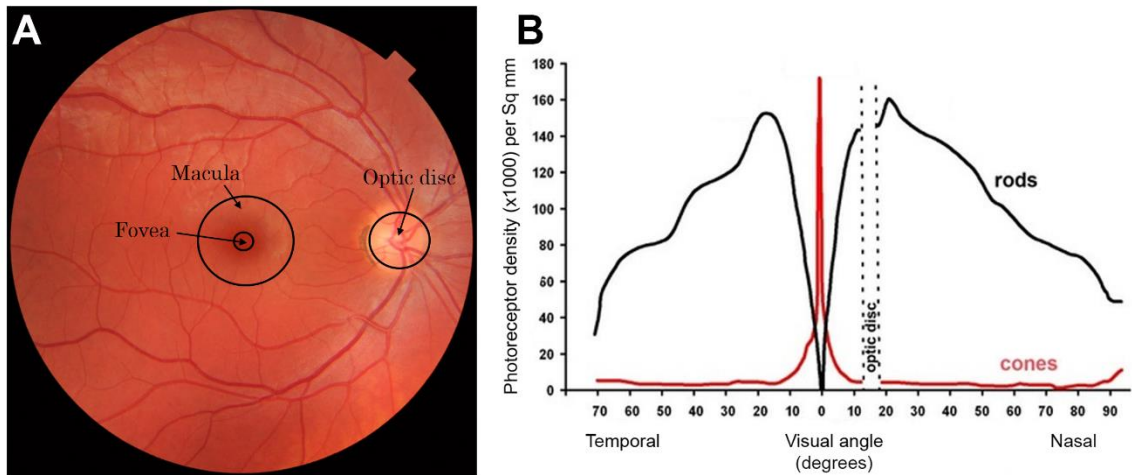 A
Macula
Optic disc
Fovea
B
Photoreceptor density (x1000) per Sq mm
180
160
140
120
100
80
60
40
20
0
rods
cones
optic disc
70 60 50 40 30 20 10 0 10 20 30 40 50 60 70 80 90
Temporal
Visual angle
(degrees)
Nasal